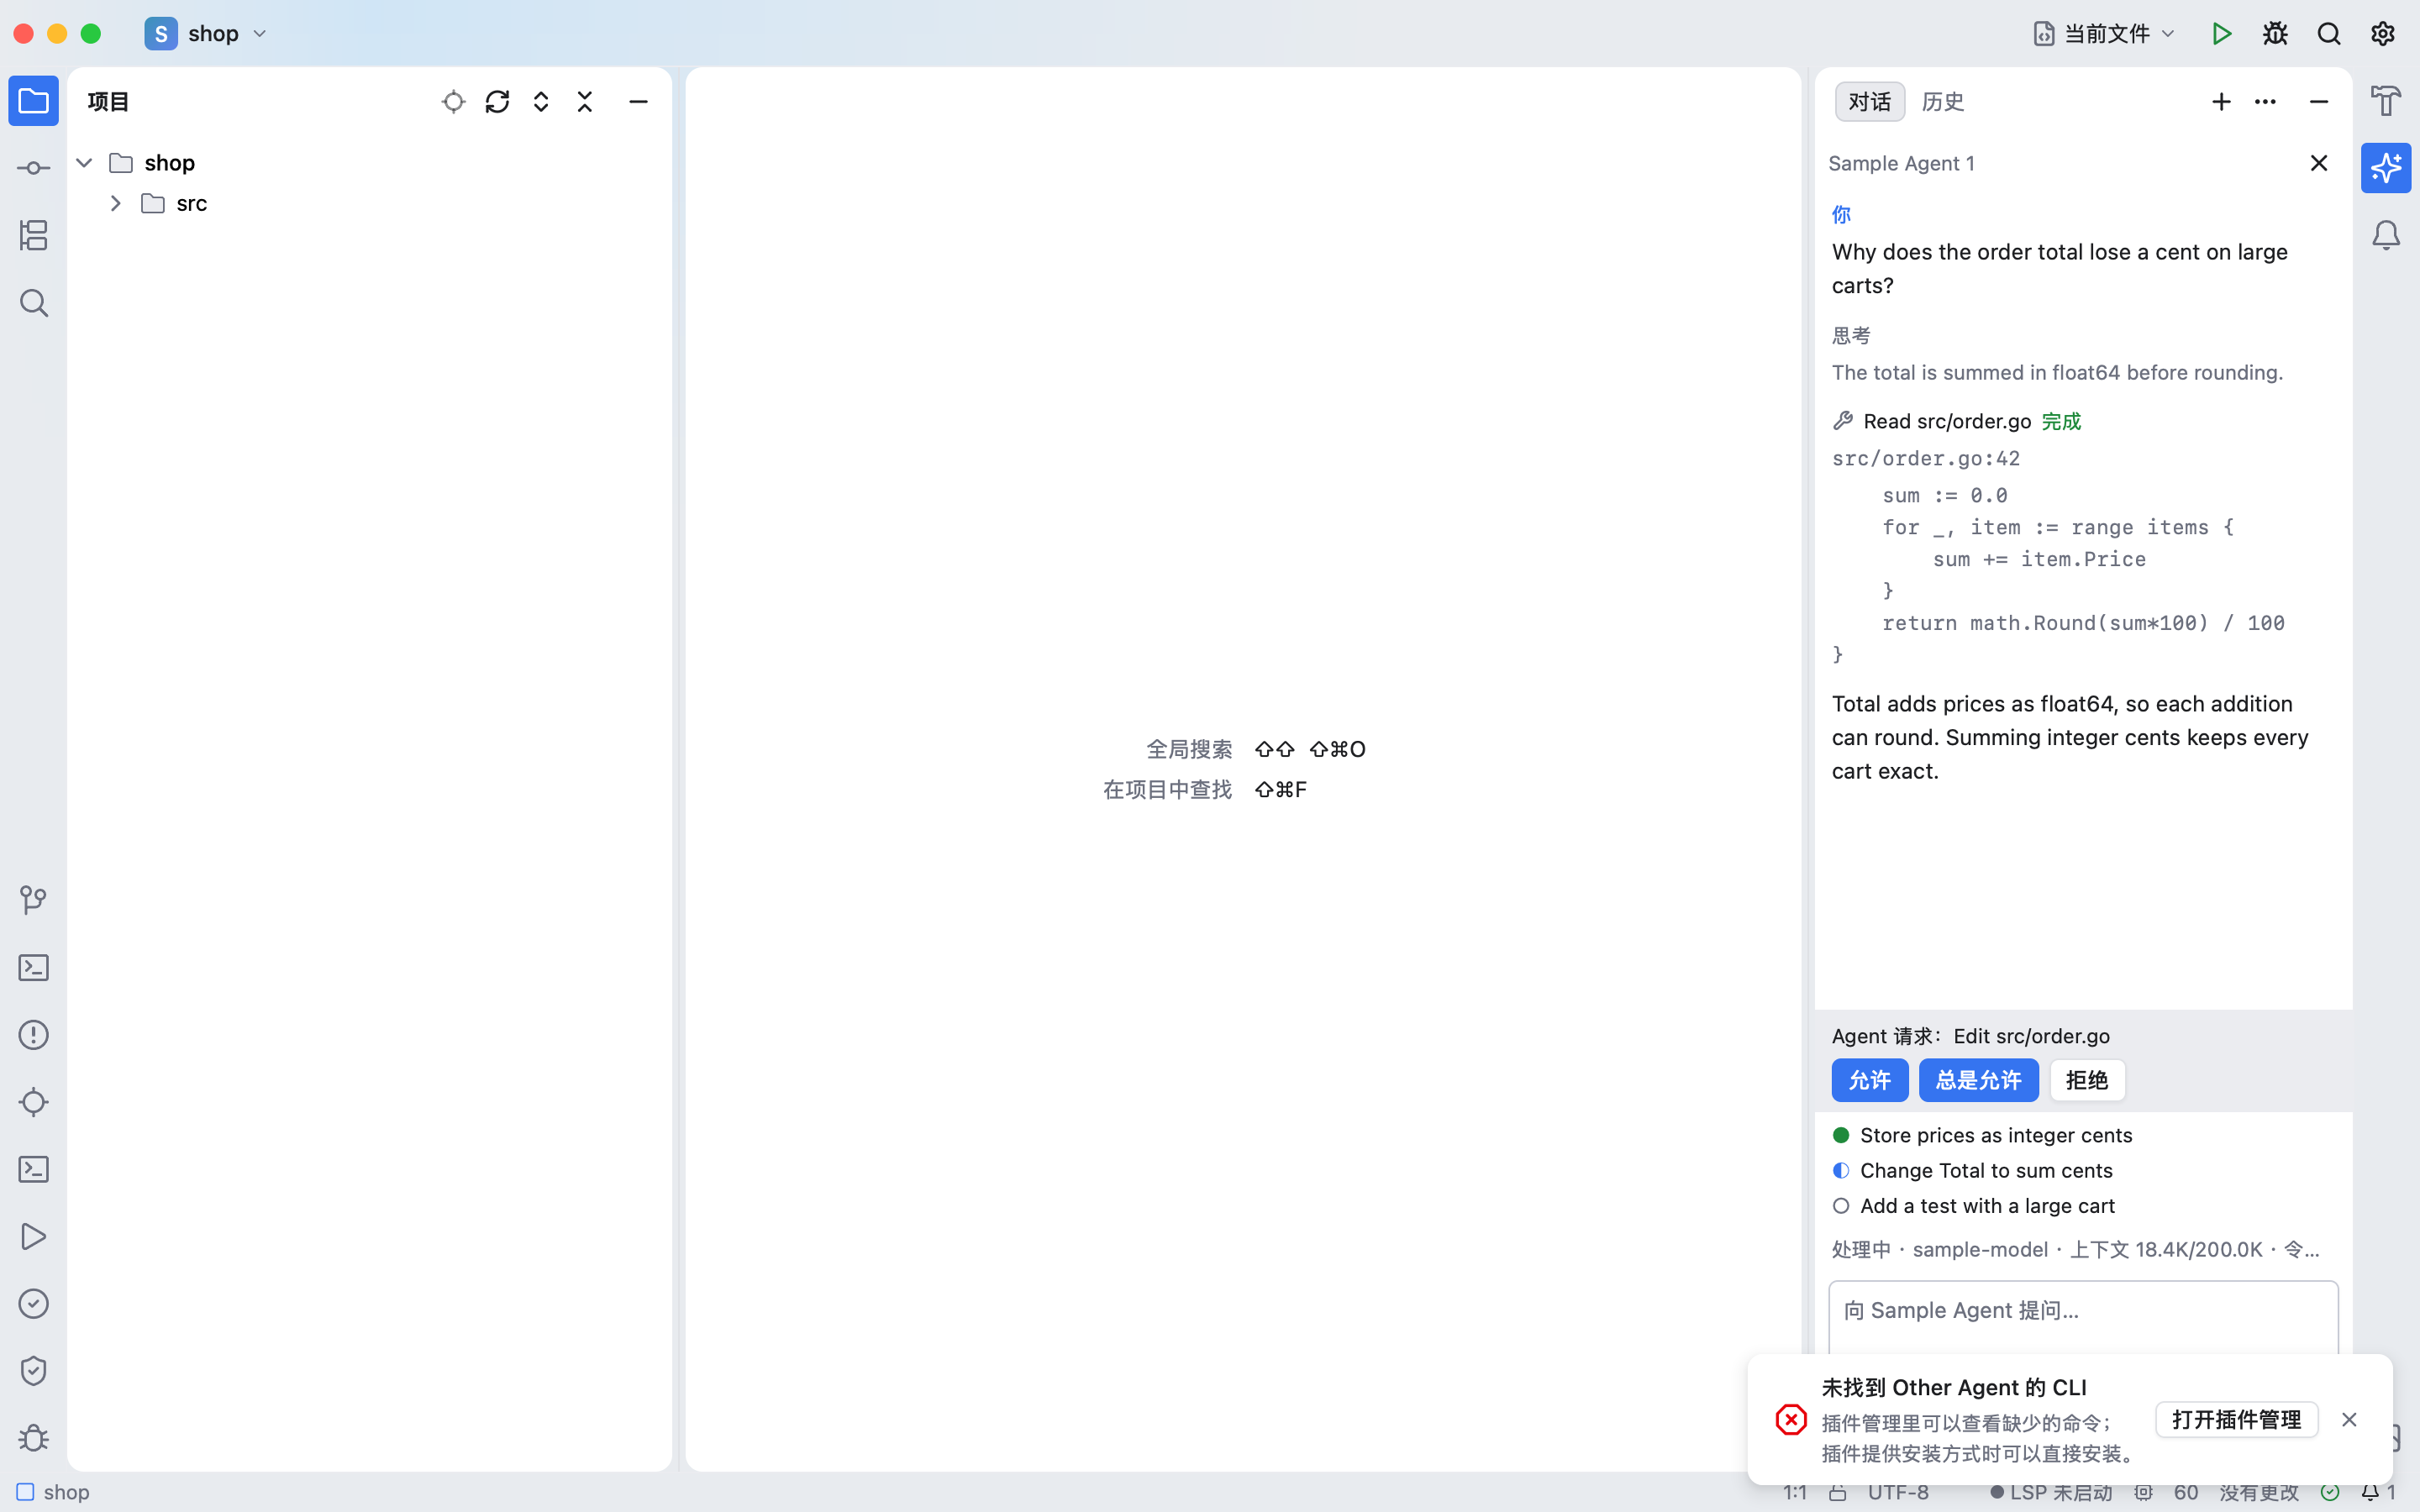 S shop
当前文件
项目
shop
src
全局搜索 ⇧⇧ ⇧⌘O
在项目中查找 ⇧⌘F
对话 历史
Sample Agent 1
你
Why does the order total lose a cent on large
carts?
思考
The total is summed in float64 before rounding.
Read src/order.go 完成
src/order.go:42
sum := 0.0
for _, item := range items {
sum += item.Price
}
return math.Round(sum*100) / 100
}
Total adds prices as float64, so each addition
can round. Summing integer cents keeps every
cart exact.
Agent 请求：Edit src/order.go
允许 总是允许 拒绝
Store prices as integer cents
Change Total to sum cents
Add a test with a large cart
处理中 · sample-model · 上下文 18.4K/200.0K · 令...
向 Sample Agent 提问...
未找到 Other Agent 的 CLI
插件管理里可以查看缺少的命令；
插件提供安装方式时可以直接安装。
打开插件管理
shop
1:1 UTF-8 LSP 未启动 60 没有更改 1